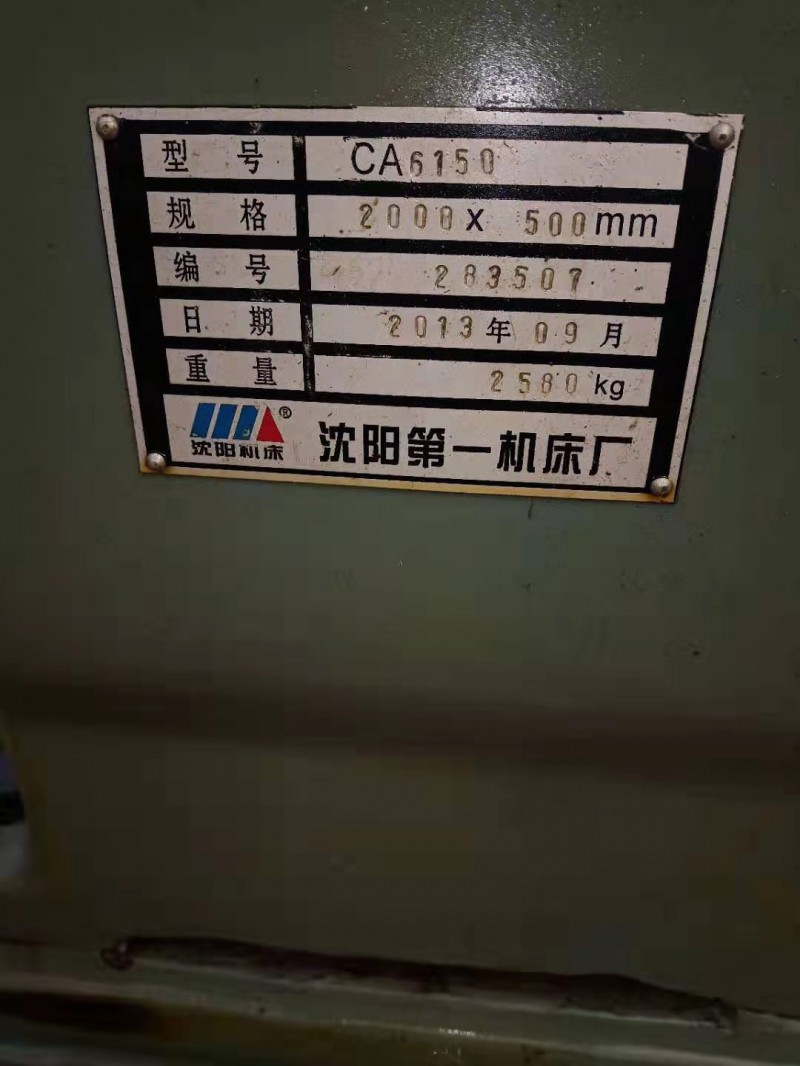 型号 CA6150
规格 2000x 500mm
编号 283507
日期 2013年09月
重量 2580kg
沈阳机床® 沈阳第一机床厂